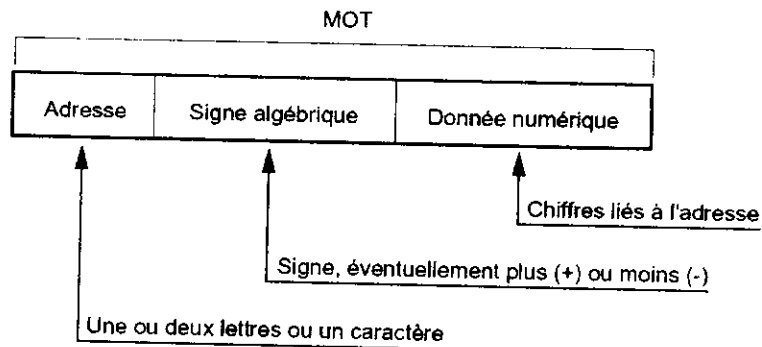 MOT
Adresse Signe algébrique Donnée numérique
Chiffres liés à l'adresse
Signe, éventuellement plus (+) ou moins (-)
Une ou deux lettres ou un caractère